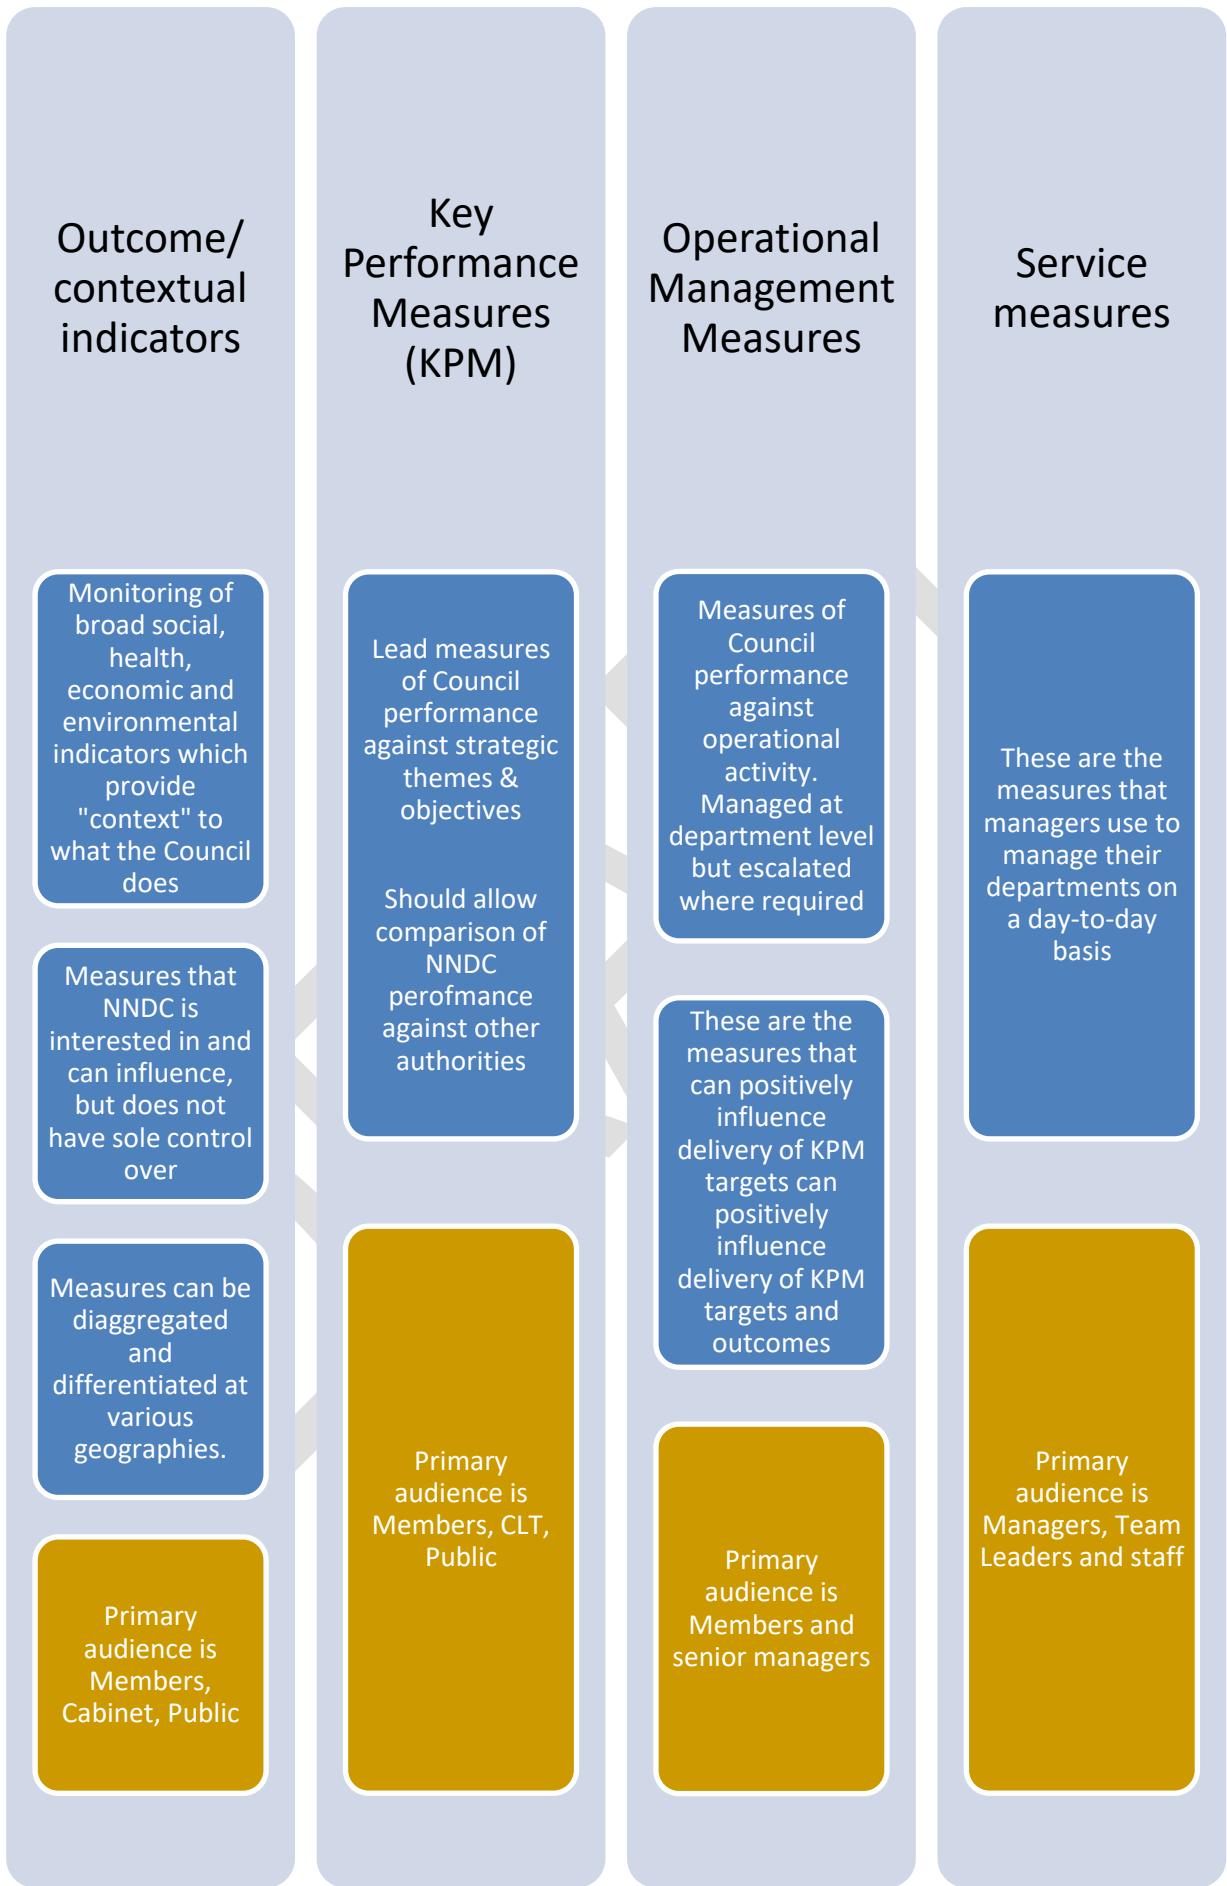 Outcome/
contextual
indicators
Monitoring of
broad social,
health,
economic and
environmental
indicators which
provide
"context" to
what the Council
does
Measures that
NNDC is
interested in and
can influence,
but does not
have sole control
over
Measures can be
diaggregated
and
differentiated at
various
geographies.
Primary
audience is
Members,
Cabinet, Public
Key
Performance
Measures
(KPM)
Lead measures
of Council
performance
against strategic
themes &
objectives
Should allow
comparison of
NNDC
perofmance
against other
authorities
Primary
audience is
Members, CLT,
Public
Operational
Management
Measures
Measures of
Council
performance
against
operational
activity.
Managed at
department level
but escalated
where required
These are the
measures that
can positively
influence
delivery of KPM
targets can
positively
influence
delivery of KPM
targets and
outcomes
Primary
audience is
Members and
senior managers
Service
measures
These are the
measures that
managers use to
manage their
departments on
a day-to-day
basis
Primary
audience is
Managers, Team
Leaders and staff